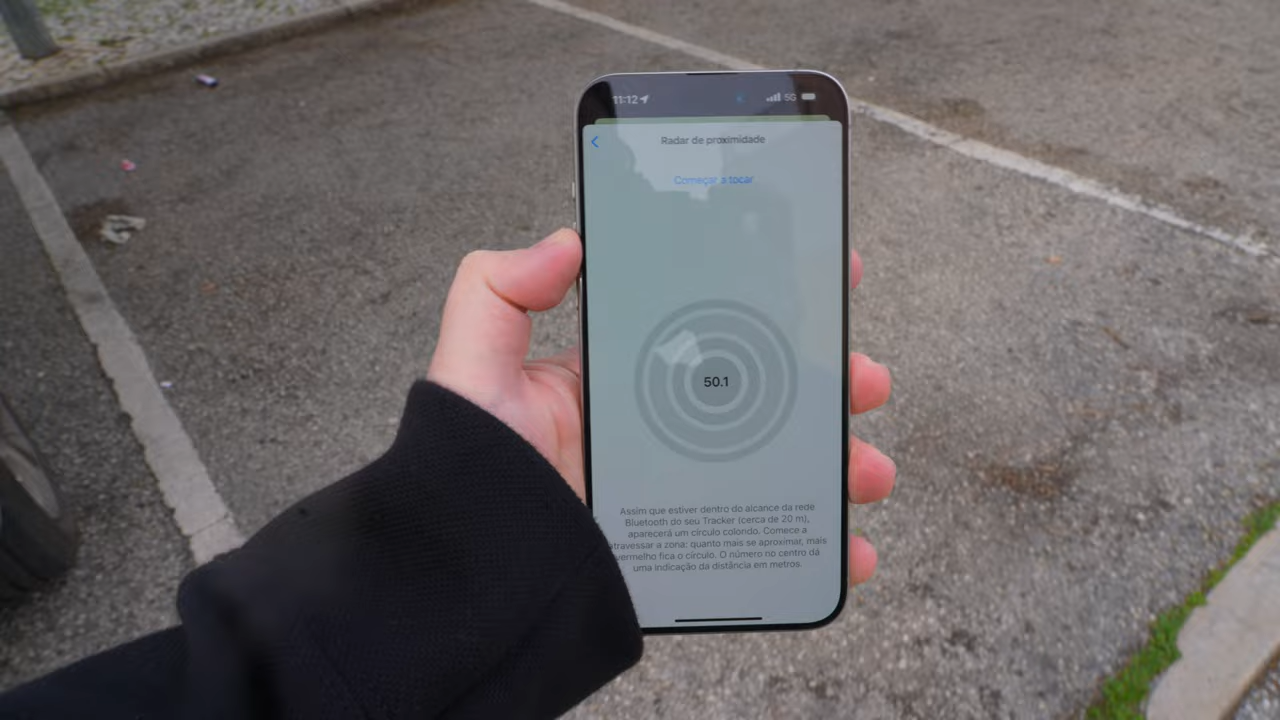 11:12
5G
Radar de proximidade
Começar a tocar
50.1
Assim que estiver dentro do alcance da rede
Bluetooth do seu Tracker (cerca de 20 m),
aparecerá um círculo colorido. Comece a
atravessar a zona: quanto mais se aproximar, mais
vermelho fica o círculo. O número no centro dá
uma indicação da distância em metros.